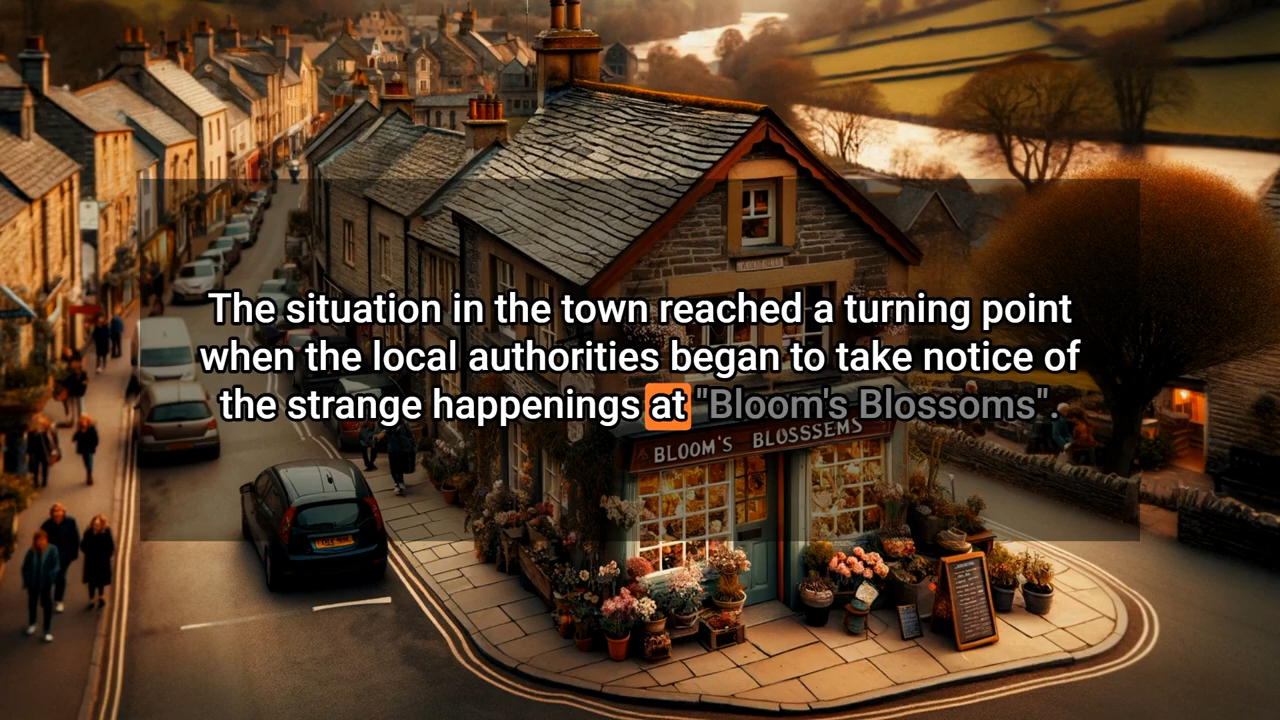 The situation in the town reached a turning point
when the local authorities began to take notice of
the strange happenings at "Bloom's Blossoms".
BLOOM'S BLOSSSEMS